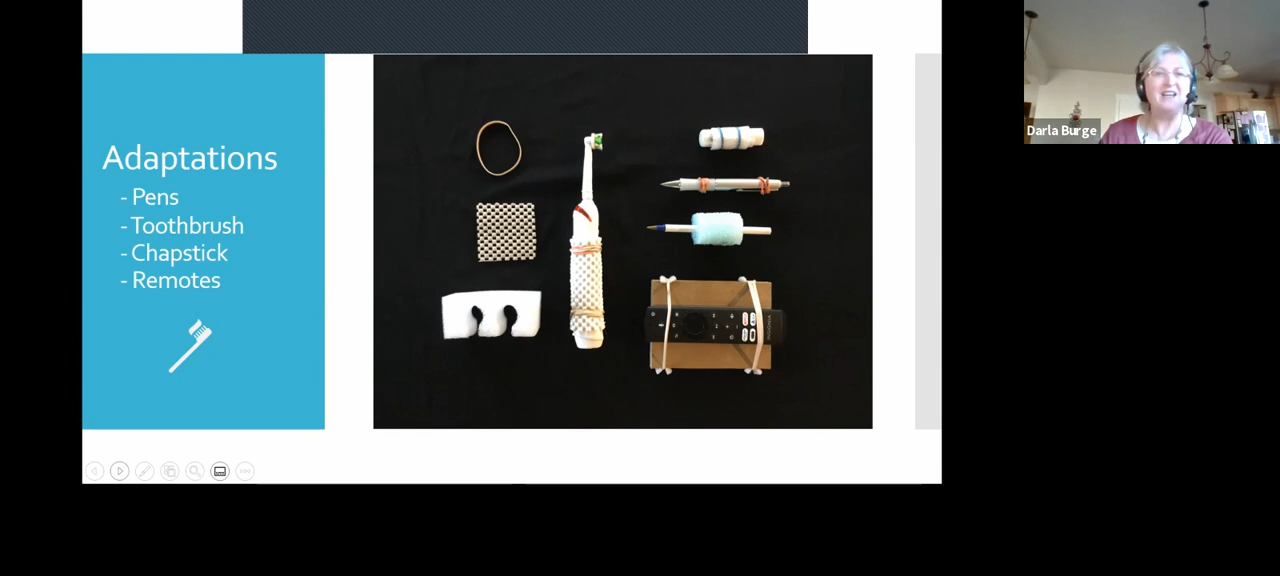 Adaptations
- Pens
- Toothbrush
- Chapstick
- Remotes
Darla Burge